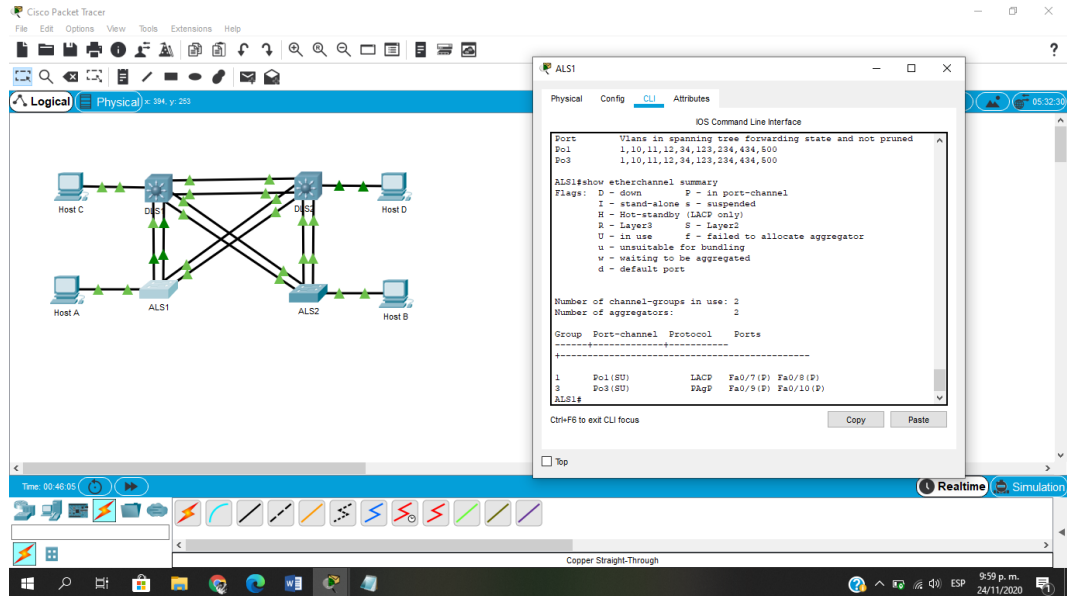 Cisco Packet Tracer
File Edit Options View Tools Extensions Help
?
Logical
Physical
x: 394, y: 253
05:32:30
Host C
DLS1
DLS2
Host D
Host A
ALS1
ALS2
Host B
ALS1
Physical Config CLI Attributes
IOS Command Line Interface
Port Vlans in spanning tree forwarding state and not pruned
Po1 1,10,11,12,34,123,234,434,500
Po3 1,10,11,12,34,123,234,434,500
ALS1#show etherchannel summary
Flags: D - down P - in port-channel
I - stand-alone s - suspended
H - Hot-standby (LACP only)
R - Layer3 S - Layer2
U - in use f - failed to allocate aggregator
u - unsuitable for bundling
w - waiting to be aggregated
d - default port
Number of channel-groups in use: 2
Number of aggregators: 2
Group Port-channel Protocol Ports
------+-------------+-----------
+----------------------------------------------
1 Po1(SU) LACP Fa0/7(P) Fa0/8(P)
3 Po3(SU) PAgP Fa0/9(P) Fa0/10(P)
ALS1#
Ctrl+F6 to exit CLI focus
Copy
Paste
Top
Time: 00:46:05
Realtime
Simulation
Copper Straight-Through
ESP
9:59 p. m.
24/11/2020